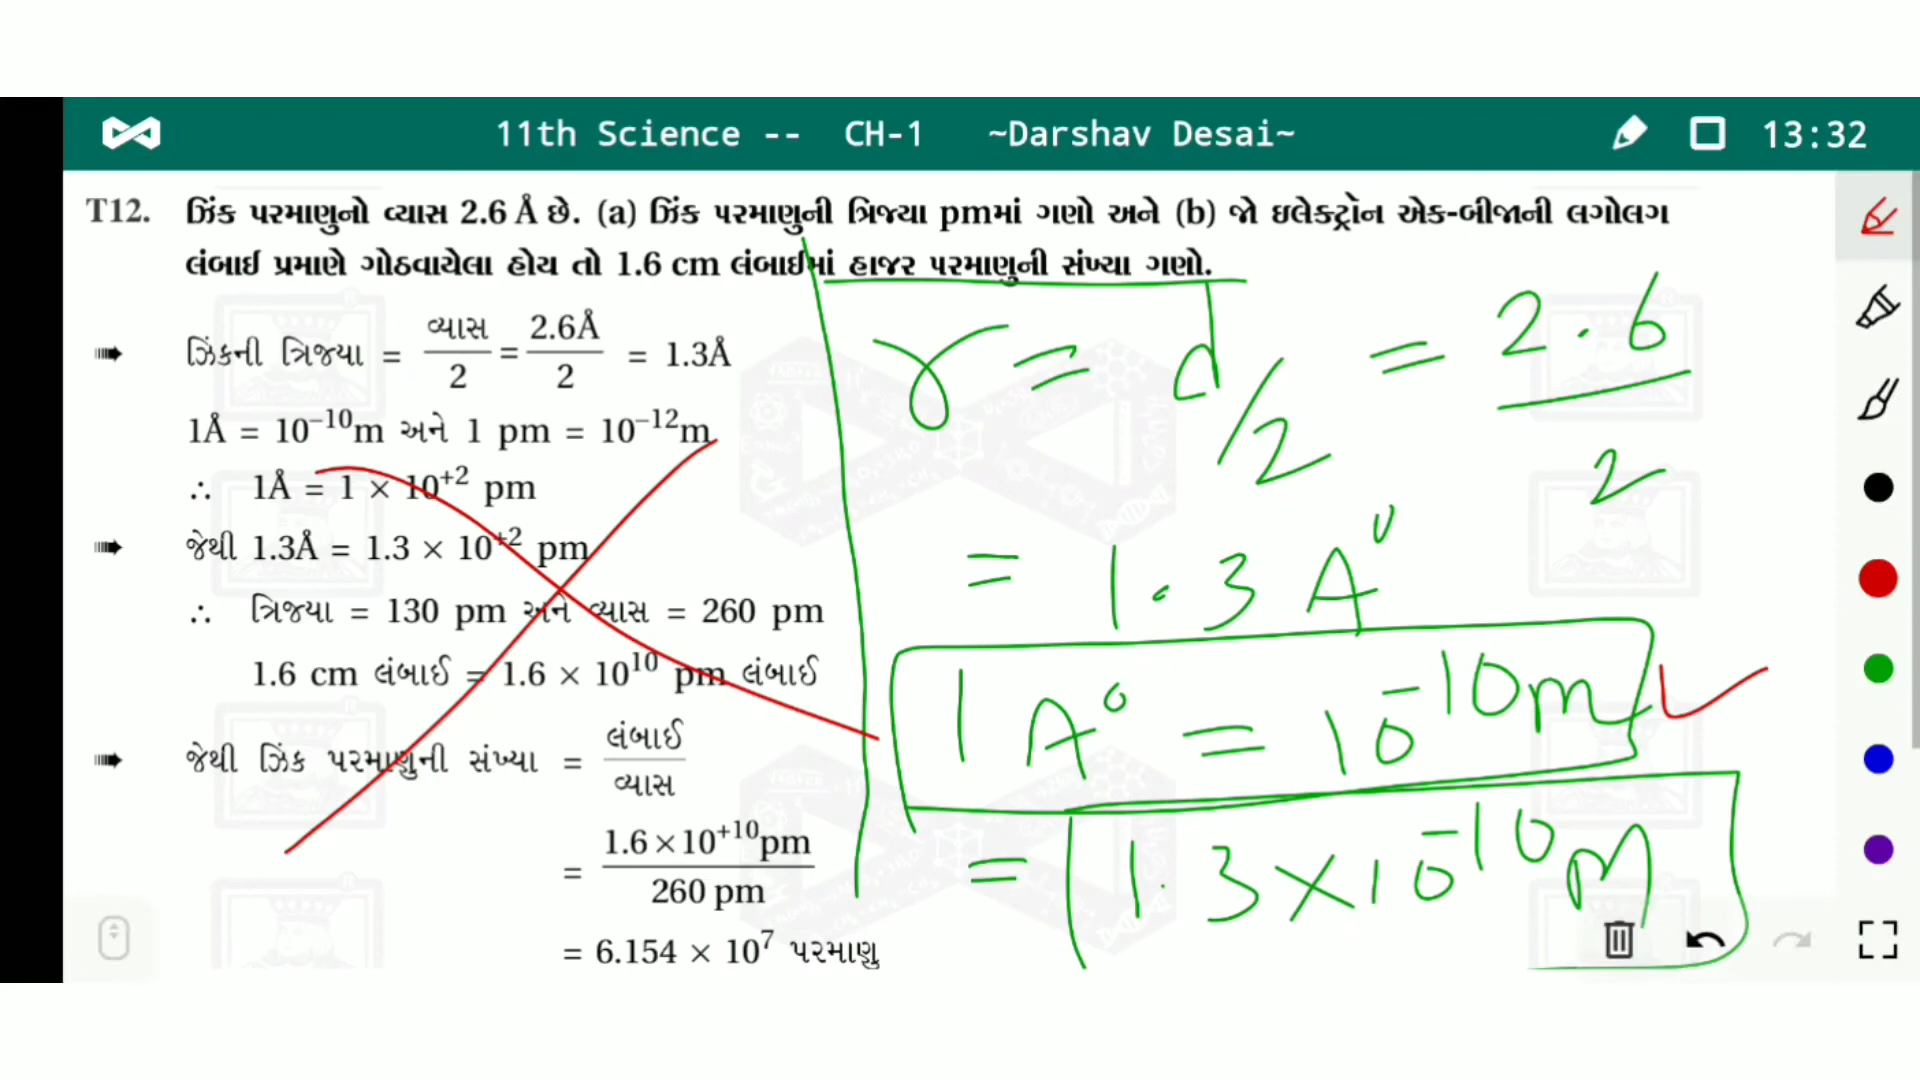 11th Science -- CH-1 ~Darshav Desai~ 13:32
T12. ઝિંક પરમાણુનો વ્યાસ 2.6 Å છે. (a) ઝિંક પરમાણુની ત્રિજ્યા pmમાં ગણો અને (b) જો ઇલેક્ટ્રોન એક-બીજાની લગોલગ
લંબાઈ પ્રમાણે ગોઠવાયેલા હોય તો 1.6 cm લંબાઈમાં હાજર પરમાણુની સંખ્યા ગણો.
➠ ઝિંકની ત્રિજ્યા = વ્યાસ/2 = 2.6Å/2 = 1.3Å
1Å = 10⁻¹⁰m અને 1 pm = 10⁻¹²m
∴ 1Å = 1 × 10⁺² pm
➠ જેથી 1.3Å = 1.3 × 10⁺² pm
∴ ત્રિજ્યા = 130 pm અને વ્યાસ = 260 pm
1.6 cm લંબાઈ = 1.6 × 10¹⁰ pm લંબાઈ
➠ જેથી ઝિંક પરમાણુની સંખ્યા = લંબાઈ/વ્યાસ
= 1.6×10⁺¹⁰pm/260 pm
= 6.154 × 10⁷ પરમાણુ
r = d/2 = 2.6/2
= 1.3 A⁰
1 A⁰ = 10⁻¹⁰m
= 1.3×10⁻¹⁰m